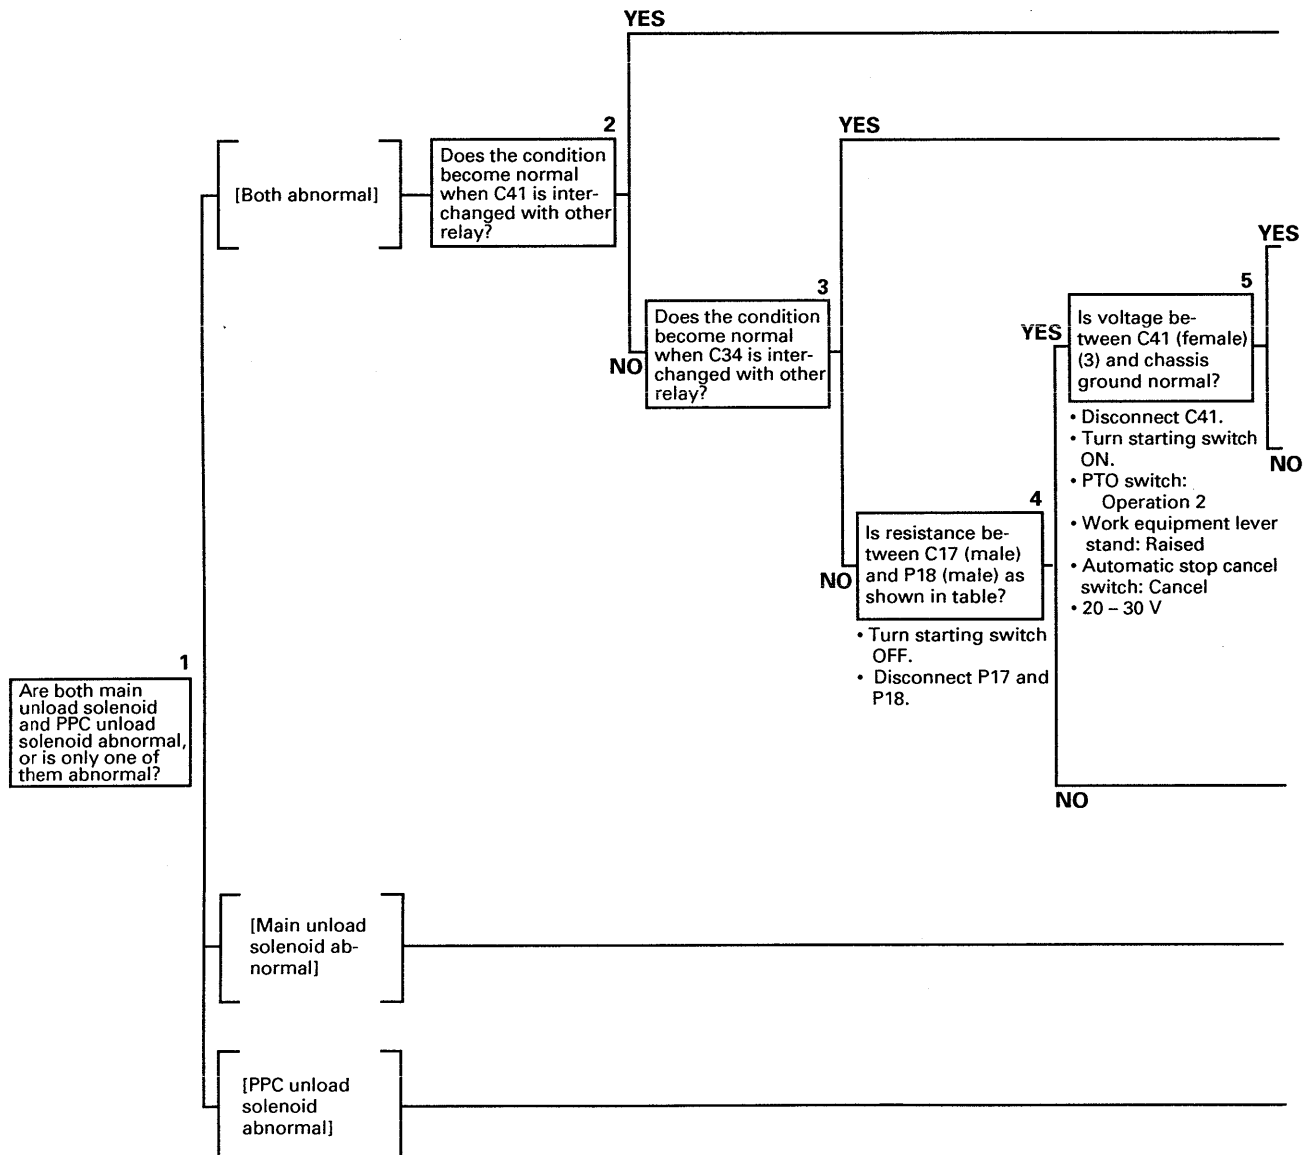 YES
2
Does the condition
become normal
when C41 is inter-
changed with other
relay?
[Both abnormal]
NO
YES
3
Does the condition
become normal
when C34 is inter-
changed with other
relay?
NO
4
Is resistance be-
tween C17 (male)
and P18 (male) as
shown in table?
• Turn starting switch
OFF.
• Disconnect P17 and
P18.
YES
5
Is voltage be-
tween C41 (female)
(3) and chassis
ground normal?
• Disconnect C41.
• Turn starting switch
ON.
• PTO switch:
Operation 2
• Work equipment lever
stand: Raised
• Automatic stop cancel
switch: Cancel
• 20 – 30 V
YES
NO
NO
1
Are both main
unload solenoid
and PPC unload
solenoid abnormal,
or is only one of
them abnormal?
[Main unload
solenoid ab-
normal]
[PPC unload
solenoid
abnormal]